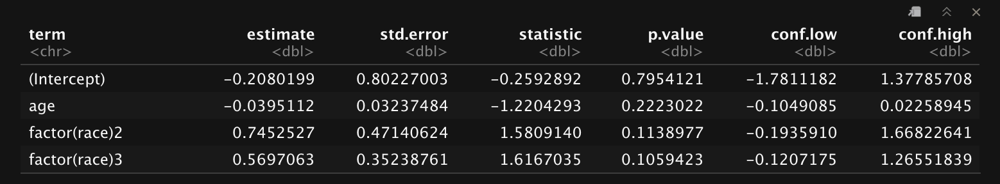 term estimate std.error statistic p.value conf.low conf.high
<chr> <dbl> <dbl> <dbl> <dbl> <dbl> <dbl>
(Intercept) −0.2080199 0.80227003 −0.2592892 0.7954121 −1.7811182 1.37785708
age −0.0395112 0.03237484 −1.2204293 0.2223022 −0.1049085 0.02258945
factor(race)2 0.7452527 0.47140624 1.5809140 0.1138977 −0.1935910 1.66822641
factor(race)3 0.5697063 0.35238761 1.6167035 0.1059423 −0.1207175 1.26551839